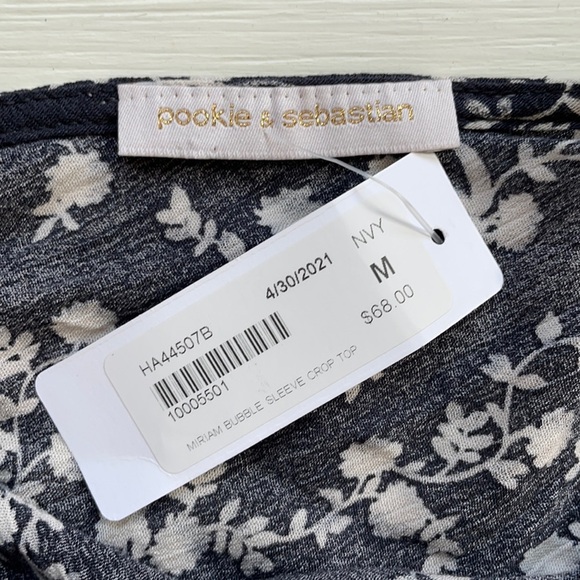 pookie & sebastian
HA44507B
4/30/2021
NVY
10005501
M
MIRIAM BUBBLE SLEEVE CROP TOP
$68.00